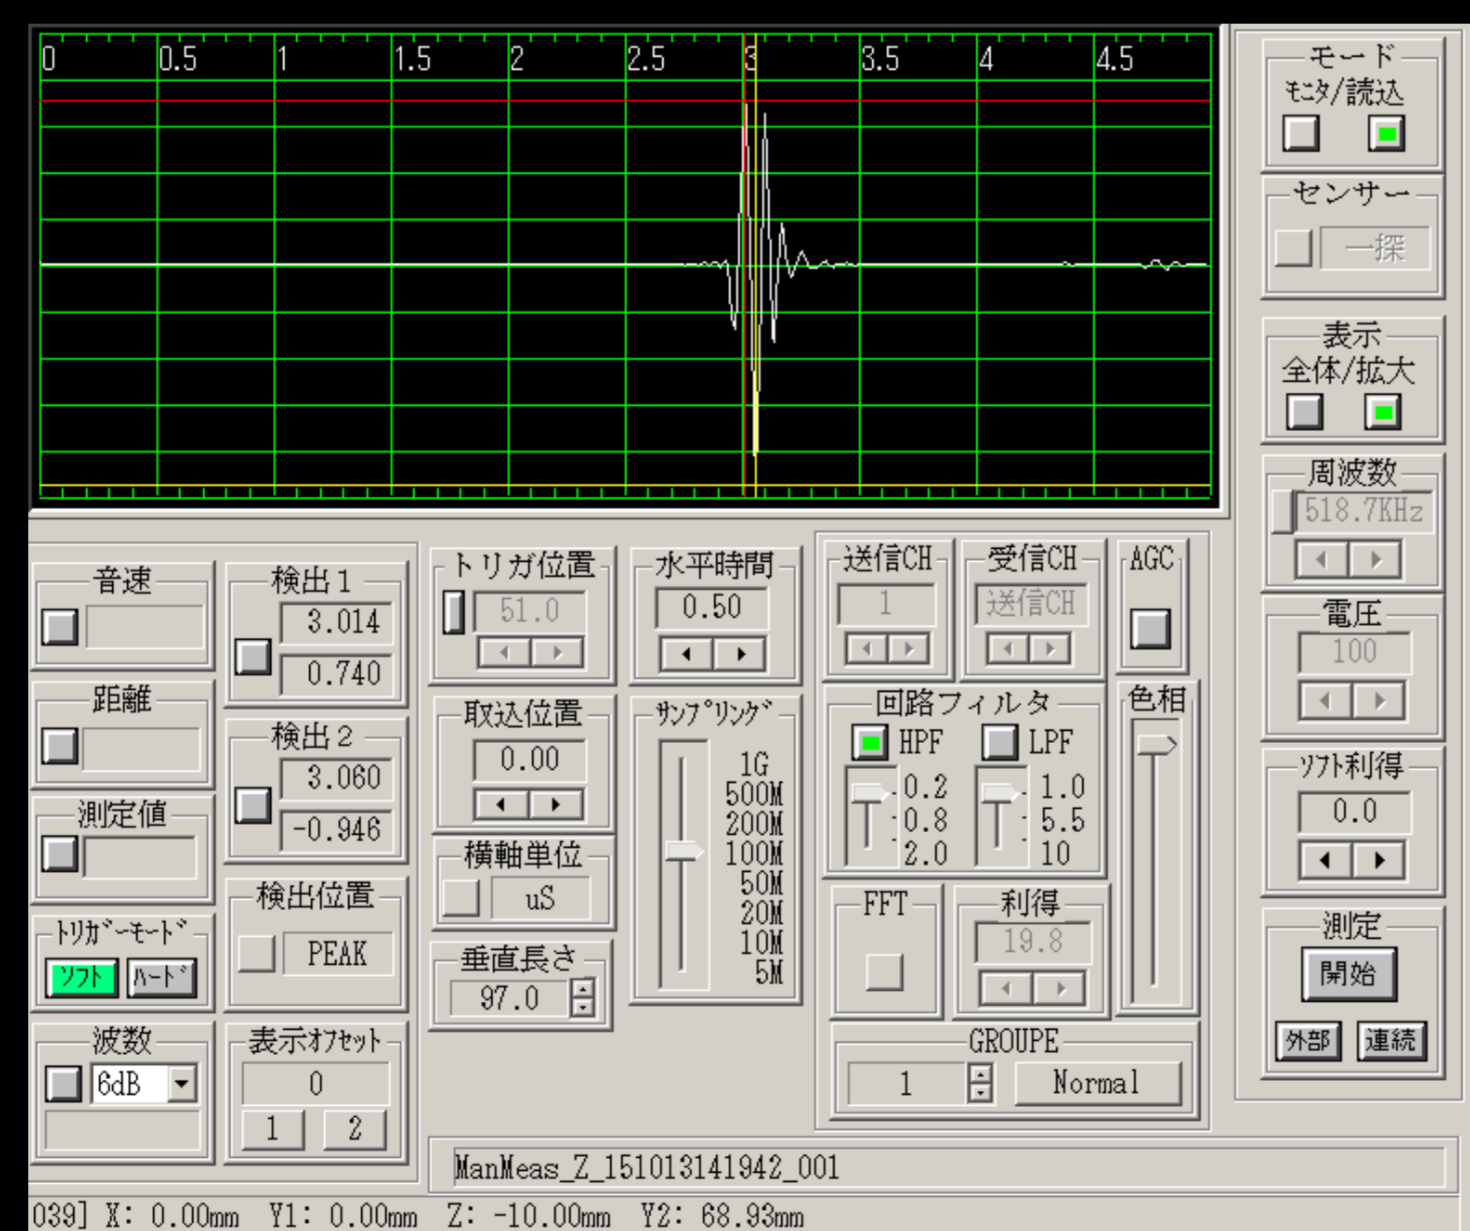 0 0.5 1 1.5 2 2.5 3 3.5 4 4.5
モード
ﾓﾆﾀ/読込
センサー
一探
表示
全体/拡大
周波数
518.7KHz
電圧
100
ｿﾌﾄ利得
0.0
測定
開始
外部 連続
音速
距離
測定値
ﾄﾘｶﾞｰﾓｰﾄﾞ
ｿﾌﾄ ﾊｰﾄﾞ
波数
6dB
検出1
3.014
0.740
検出2
3.060
-0.946
検出位置
PEAK
表示ｵﾌｾｯﾄ
0
1 2
トリガ位置
51.0
取込位置
0.00
横軸単位
uS
垂直長さ
97.0
水平時間
0.50
ｻﾝﾌﾟﾘﾝｸﾞ
1G
500M
200M
100M
50M
20M
10M
5M
送信CH
1
受信CH
送信CH
AGC
回路フィルタ
HPF LPF
0.2 1.0
0.8 5.5
2.0 10
色相
FFT
利得
19.8
GROUPE
1 Normal
ManMeas_Z_151013141942_001
039] X: 0.00mm Y1: 0.00mm Z: -10.00mm Y2: 68.93mm